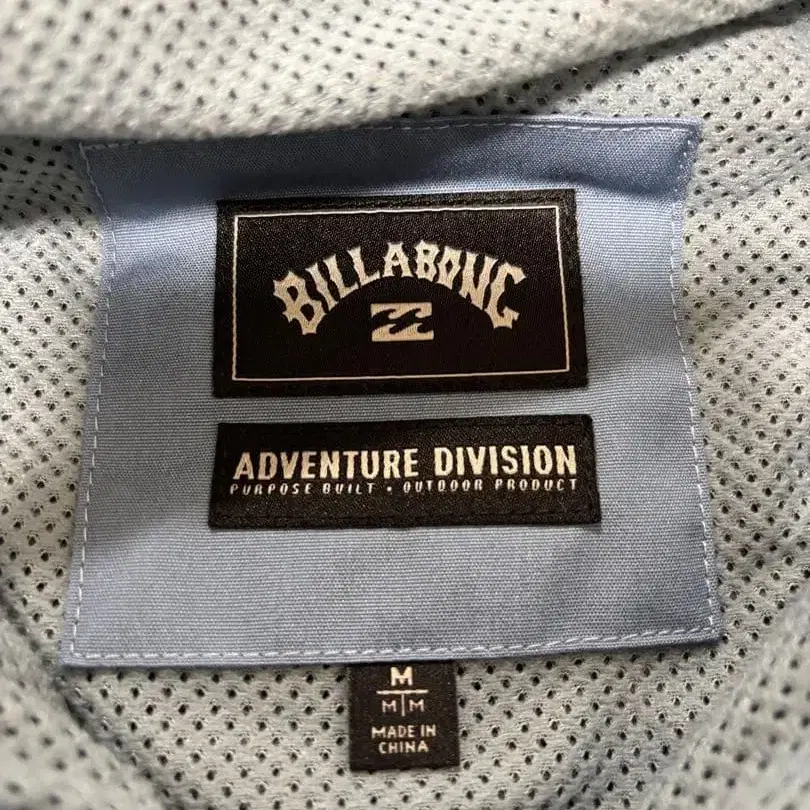 BILLABONG
ADVENTURE DIVISION
PURPOSE BUILT • OUTDOOR PRODUCT
M
M|M
MADE IN
CHINA